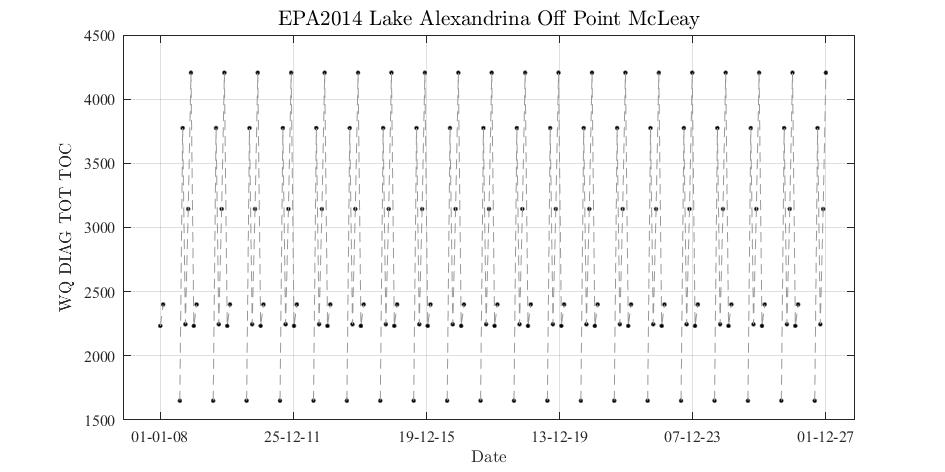 EPA2014 Lake Alexandrina Off Point McLeay
4500
4000
3500
3000
2500
2000
1500
WQ DIAG TOT TOC
01-01-08 25-12-11 19-12-15 13-12-19 07-12-23 01-12-27
Date